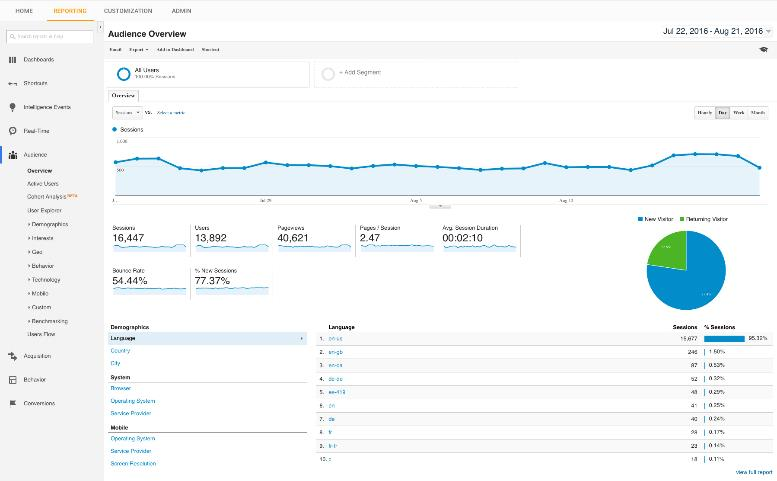 HOME REPORTING CUSTOMIZATION ADMIN
Audience Overview
Jul 22, 2016 - Aug 21, 2016
Email Export Add to Dashboard Shortcut
All Users
100.00% Sessions
+ Add Segment
Overview
Sessions VS. Select a metric
Hourly Day Week Month
Sessions
1,000
500
Jul 29
New Visitor Returning Visitor
Sessions
16,447
Users
13,892
Pageviews
40,621
Pages / Session
2.47
Avg. Session Duration
00:02:10
Bounce Rate
54.44%
% New Sessions
77.37%
Dashboards
Shortcuts
Intelligence Events
Real-Time
Audience
Overview
Active Users
Cohort Analysis BETA
User Explorer
Demographics
Interests
Geo
Behavior
Technology
Mobile
Custom
Benchmarking
Users Flow
Acquisition
Behavior
Conversions
Demographics
Language
Country
City
System
Browser
Operating System
Service Provider
Mobile
Operating System
Service Provider
Screen Resolution
Language Sessions % Sessions
1. en-us 15,677 95.32%
2. en-gb 246 1.50%
3. en-ca 87 0.53%
4. de-de 52 0.32%
5. es-419 48 0.29%
6. en 41 0.25%
7. de 40 0.24%
8. fr 28 0.17%
9. fr-fr 23 0.14%
10. c 18 0.11%
view full report